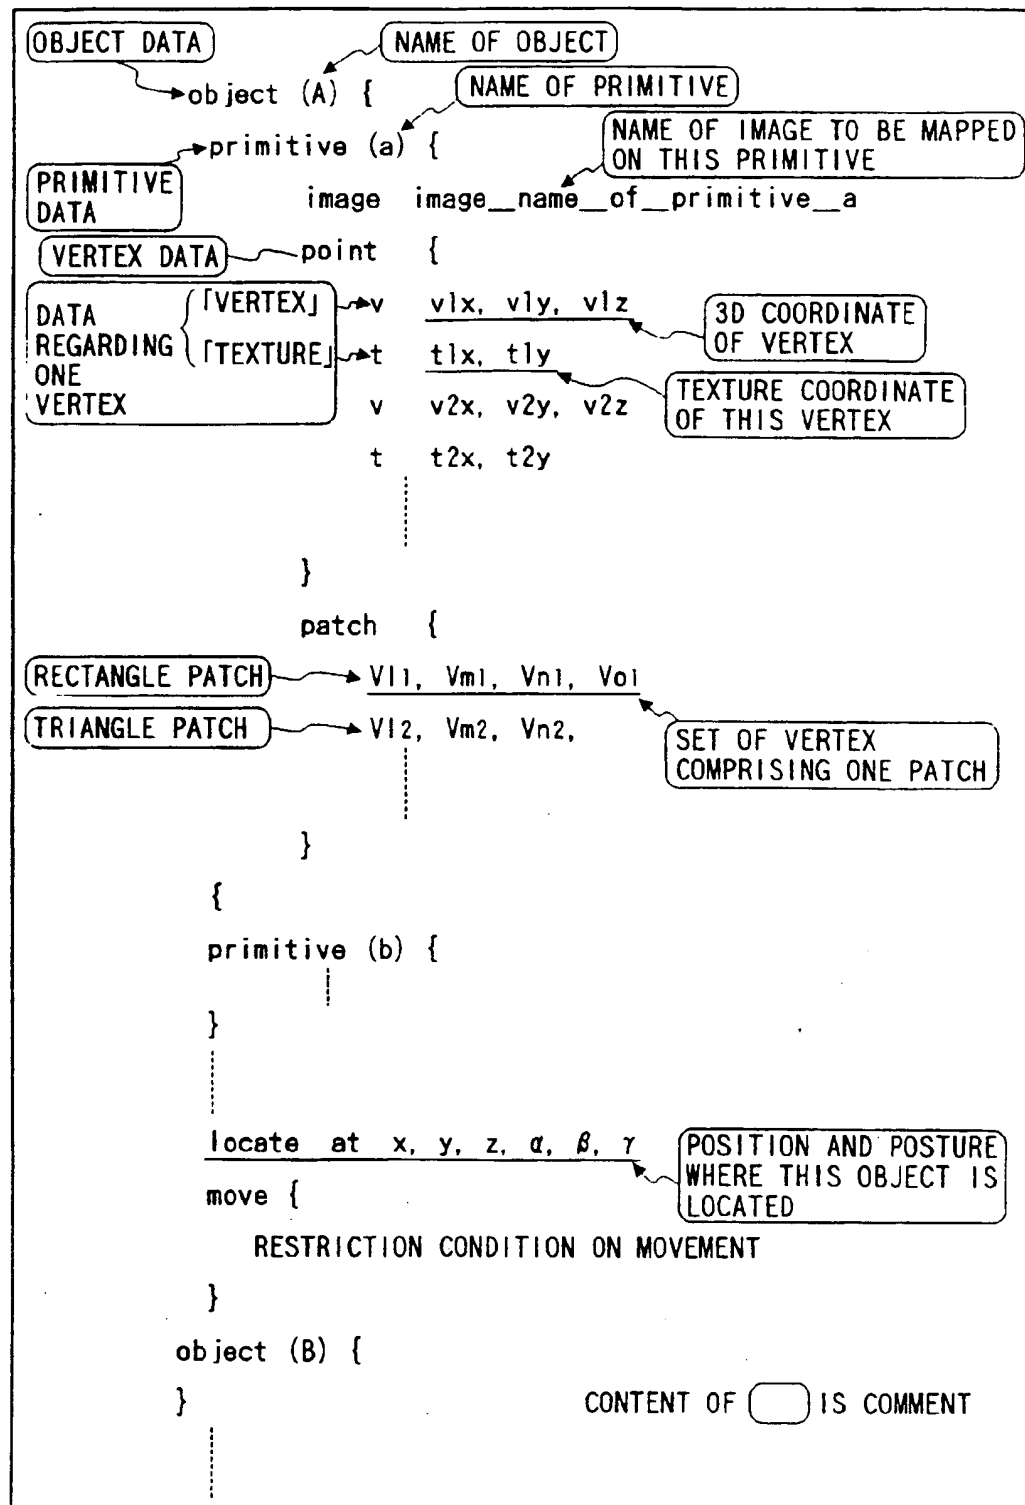 OBJECT DATA
NAME OF OBJECT
object (A) {
NAME OF PRIMITIVE
primitive (a) {
NAME OF IMAGE TO BE MAPPED
ON THIS PRIMITIVE
PRIMITIVE
DATA
image image__name__of__primitive__a
VERTEX DATA
point {
DATA
REGARDING
ONE
VERTEX
「VERTEX」
v v1x, v1y, v1z
3D COORDINATE
OF VERTEX
「TEXTURE」
t t1x, t1y
TEXTURE COORDINATE
OF THIS VERTEX
v v2x, v2y, v2z
t t2x, t2y
}
patch {
RECTANGLE PATCH
Vl1, Vm1, Vn1, Vo1
TRIANGLE PATCH
Vl2, Vm2, Vn2,
SET OF VERTEX
COMPRISING ONE PATCH
}
{
primitive (b) {
}
locate at x, y, z, α, β, γ
POSITION AND POSTURE
WHERE THIS OBJECT IS
LOCATED
move {
RESTRICTION CONDITION ON MOVEMENT
}
object (B) {
}
CONTENT OF IS COMMENT